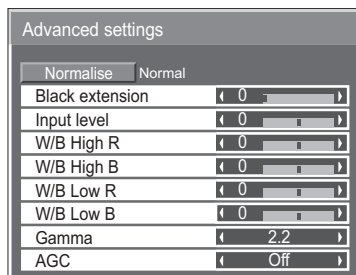 Advanced settings
Normalise Normal
Black extension 0
Input level 0
W/B High R 0
W/B High B 0
W/B Low R 0
W/B Low B 0
Gamma 2.2
AGC Off